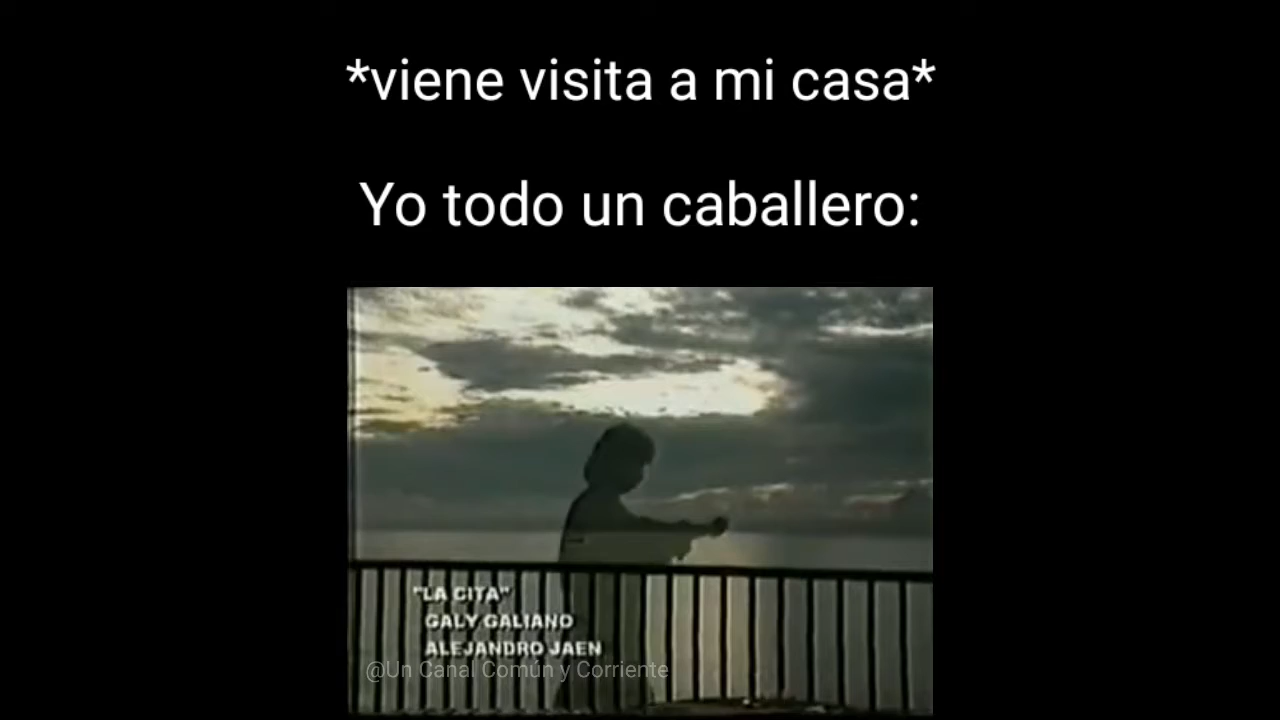 *viene visita a mi casa*
Yo todo un caballero:
"LA CITA"
GALY GALIANO
ALEJANDRO JAEN
@Un Canal Común y Corriente